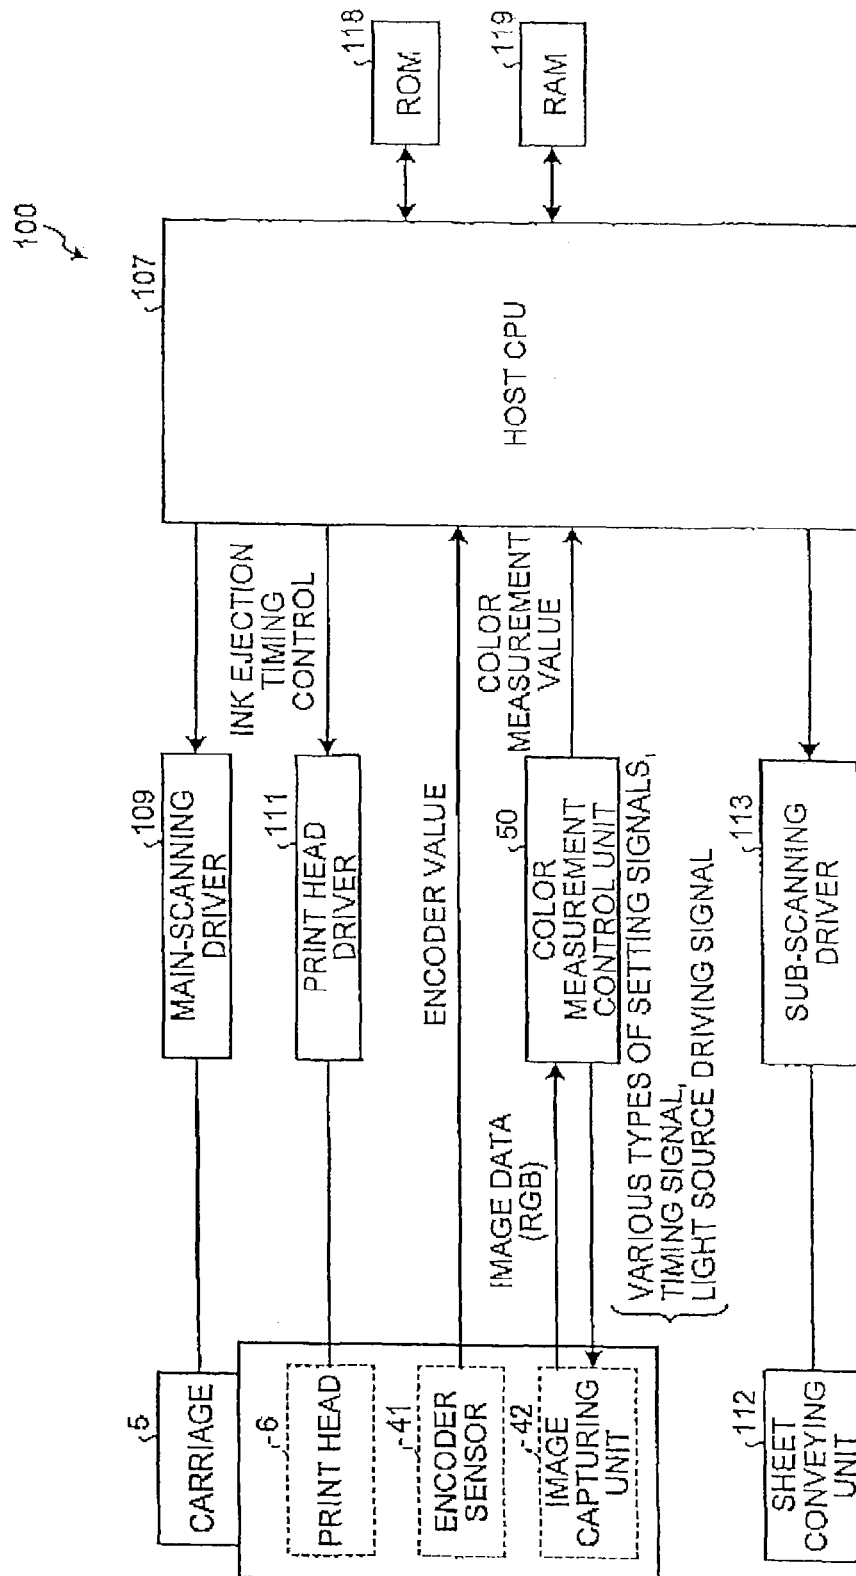 100
5
CARRIAGE
6
PRINT HEAD
41
ENCODER
SENSOR
42
IMAGE
CAPTURING
UNIT
112
SHEET
CONVEYING
UNIT
109
MAIN-SCANNING
DRIVER
INK EJECTION
TIMING
CONTROL
111
PRINT HEAD
DRIVER
ENCODER VALUE
IMAGE DATA
(RGB)
50
COLOR
MEASUREMENT
CONTROL UNIT
COLOR
MEASUREMENT
VALUE
VARIOUS TYPES OF SETTING SIGNALS,
TIMING SIGNAL,
LIGHT SOURCE DRIVING SIGNAL
113
SUB-SCANNING
DRIVER
107
HOST CPU
118
ROM
119
RAM